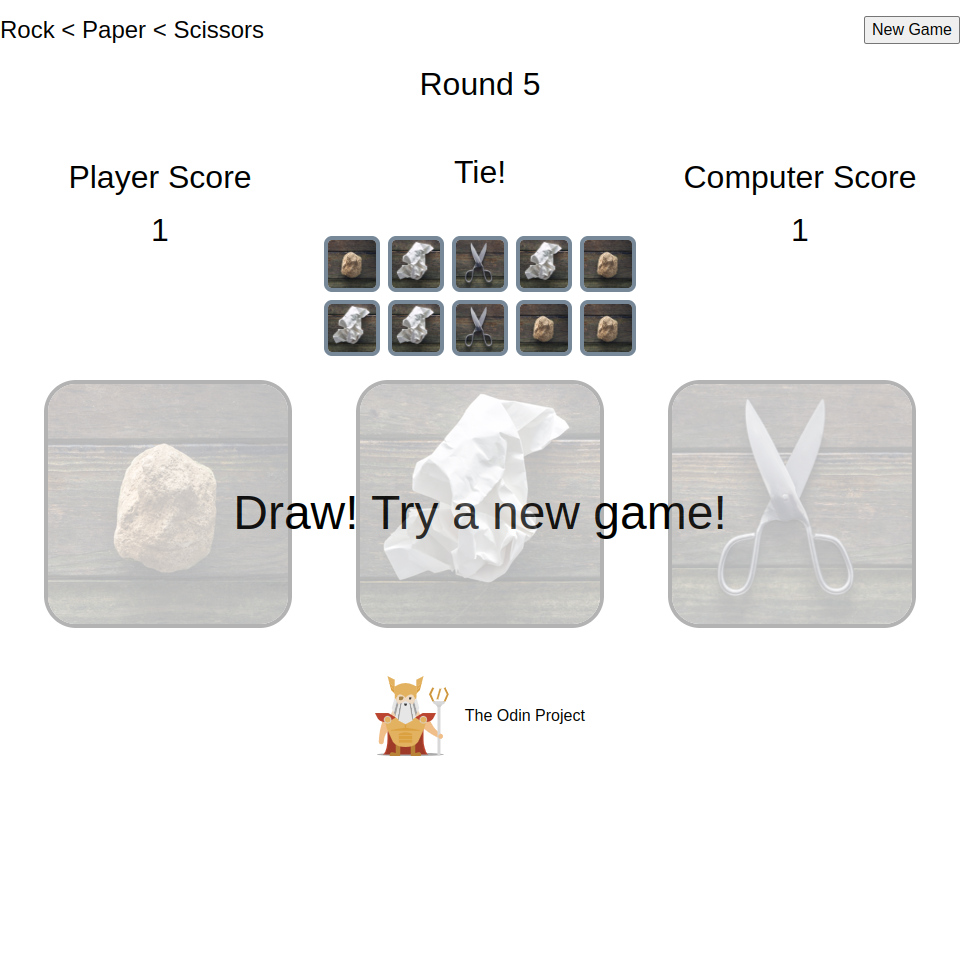 Rock < Paper < Scissors
New Game
Round 5
Player Score
1
Tie!
Computer Score
1
Draw! Try a new game!
The Odin Project